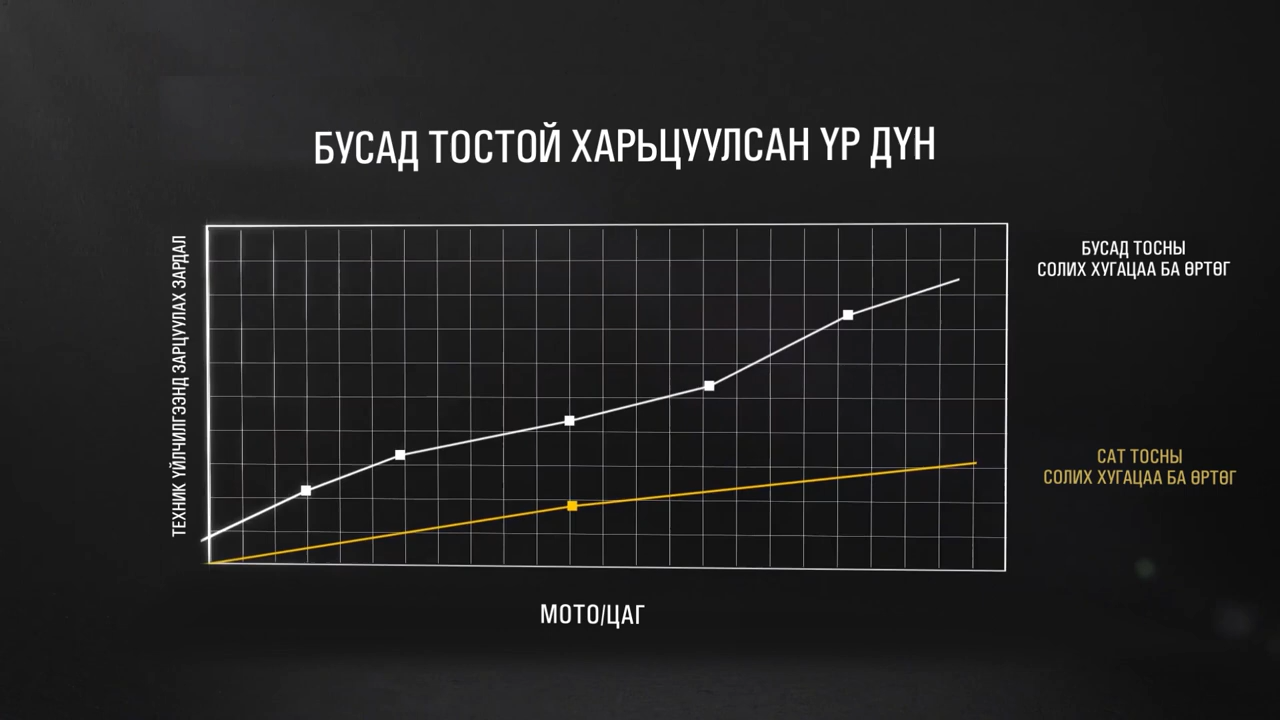 БУСАД ТОСТОЙ ХАРЬЦУУЛСАН ҮР ДҮН
ТЕХНИК ҮЙЛЧИЛГЭЭНД ЗАРЦУУЛАХ ЗАРДАЛ
БУСАД ТОСНЫ
СОЛИХ ХУГАЦАА БА ӨРТӨГ
CAT ТОСНЫ
СОЛИХ ХУГАЦАА БА ӨРТӨГ
МОТО/ЦАГ